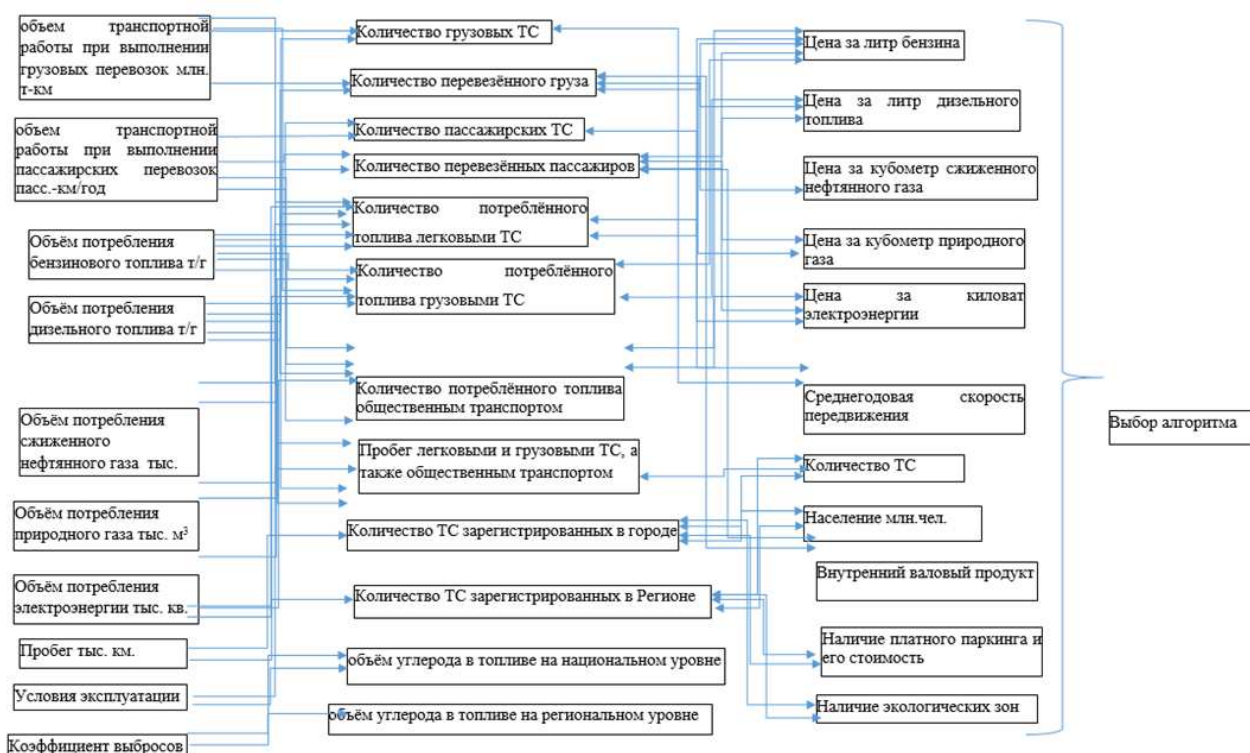 объем транспортной
работы при выполнении
грузовых перевозок млн.
т-км
объем транспортной
работы при выполнении
пассажирских перевозок
пасс.-км/год
Объём потребления
бензинового топлива т/г
Объём потребления
дизельного топлива т/г
Объём потребления
сжиженного
нефтянного газа тыс.
Объём потребления
природного газа тыс. м³
Объём потребления
электроэнергии тыс. кв.
Пробег тыс. км.
Условия эксплуатации
Коэффициент выбросов
Количество грузовых ТС
Количество перевезённого груза
Количество пассажирских ТС
Количество перевезённых пассажиров
Количество потреблённого
топлива легковыми ТС
Количество потреблённого
топлива грузовыми ТС
Количество потреблённого топлива
общественным транспортом
Пробег легковыми и грузовыми ТС, а
также общественным транспортом
Количество ТС зарегистрированных в городе
Количество ТС зарегистрированных в Регионе
объём углерода в топливе на национальном уровне
объём углерода в топливе на региональном уровне
Цена за литр бензина
Цена за литр дизельного
топлива
Цена за кубометр сжиженного
нефтянного газа
Цена за кубометр природного
газа
Цена за киловат
электроэнергии
Среднегодовая скорость
передвижения
Количество ТС
Население млн.чел.
Внутренний валовый продукт
Наличие платного паркинга и
его стоимость
Наличие экологических зон
Выбор алгоритма